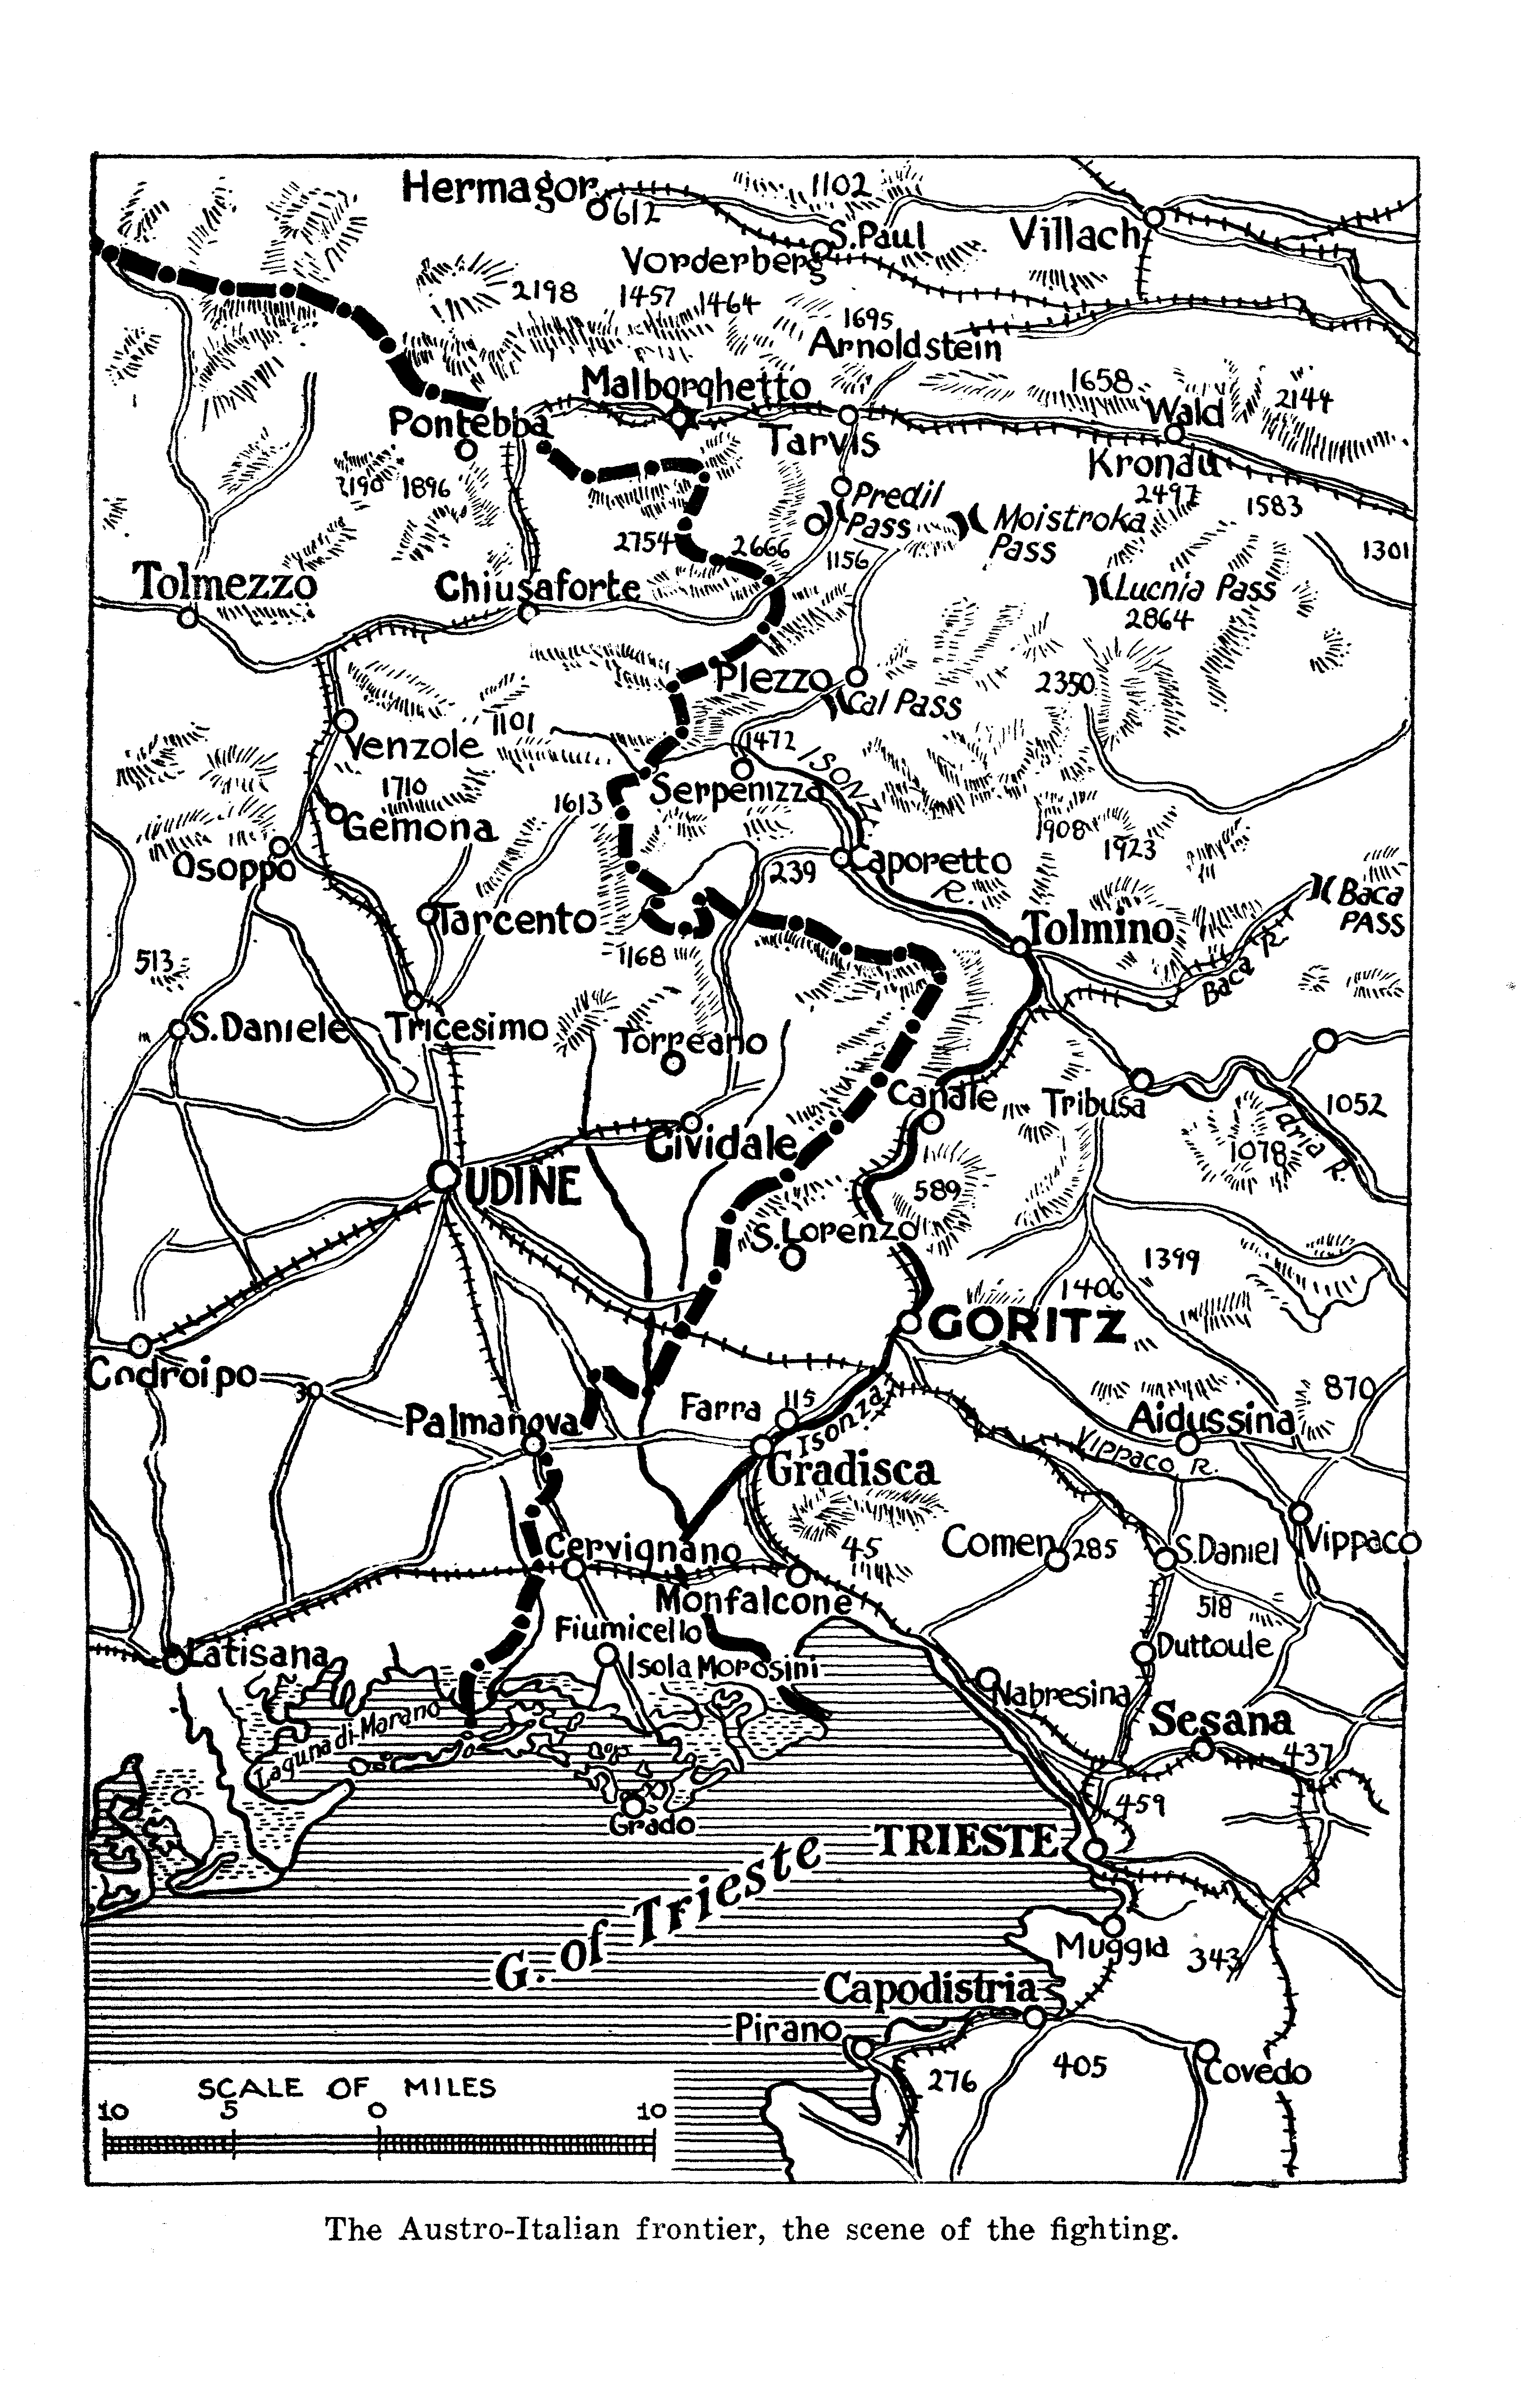 Hermagor
612
1102
S.Paul
Villach
Vorderberg
2198
1457
1464
1695
Arnoldstein
Malborghetto
1658
Wald
2144
Pontebba
Tarvis
Kronau
2190
1896
Predil
Pass
2497
Moistroka
Pass
1583
2754
2666
1156
1301
Tolmezzo
Chiusaforte
Lucnia Pass
2864
Plezzo
2350
Cal Pass
1101
1472
Venzole
ISONZ
1710
1613
Serpenizza
Gemona
1908
1923
Osoppo
239
Caporetto
R.
Baca
PASS
Tarcento
Tolmino
1168
513
Baca R.
S.Daniele
Tricesimo
Torreano
Canale
Tribusa
1052
Cividale
1078
dria R.
UDINE
589
S.Lorenzo
1399
1406
GORITZ
Codroipo
30
870
Palmanova
Farra
115
Isonza
Aidussina
Vippaco R.
Gradisca
Cervignano
45
Comen
285
S.Daniel
Vippaco
Monfalcone
518
Fiumicello
Duttoule
Latisana
Isola Morosini
Nabresina
Laguna di Marano
Sesana
437
Grado
459
TRIESTE
G. of Trieste
Muggia
343
Capodistria
Pirano
276
405
Covedo
SCALE OF MILES
10 5 0 10
The Austro-Italian frontier, the scene of the fighting.